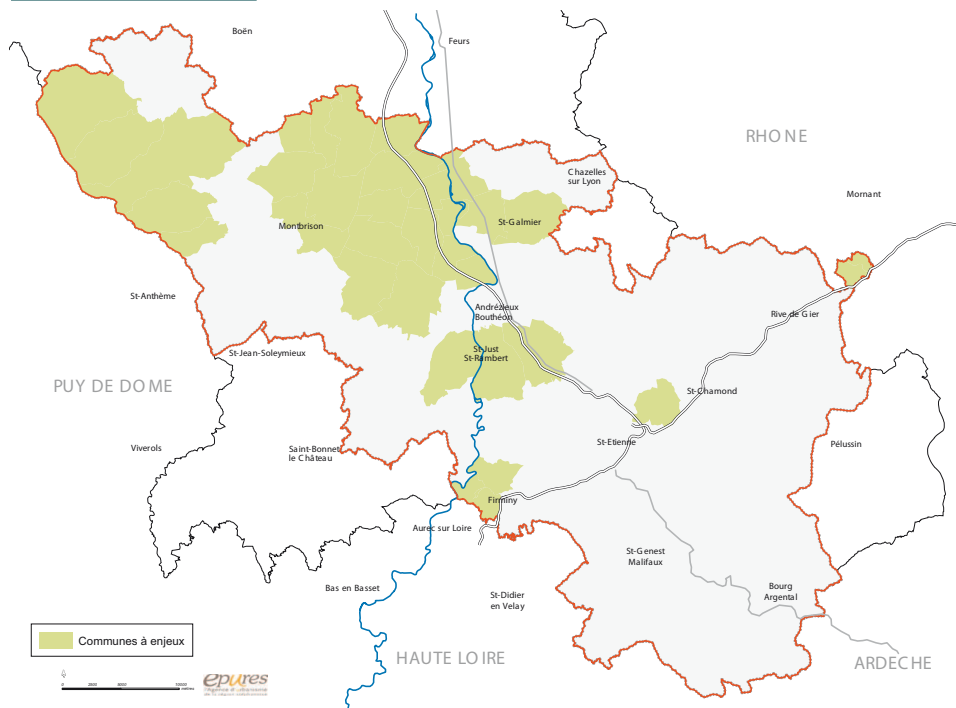 Boën
Feurs
RHONE
Chazelles
sur Lyon
Mornant
St-Galmier
Montbrison
St-Anthème
Andrézieux
Bouthéon
Rive de Gier
St-Jean-Soleymieux
St-Just
St-Rambert
PUY DE DOME
St-Chamond
St-Etienne
Pélussin
Viverols
Saint-Bonnet
le Château
Firminy
Aurec sur Loire
St-Genest
Malifaux
Bas en Basset
St-Didier
en Velay
Bourg
Argental
Communes à enjeux
HAUTE LOIRE
ARDECHE
epures